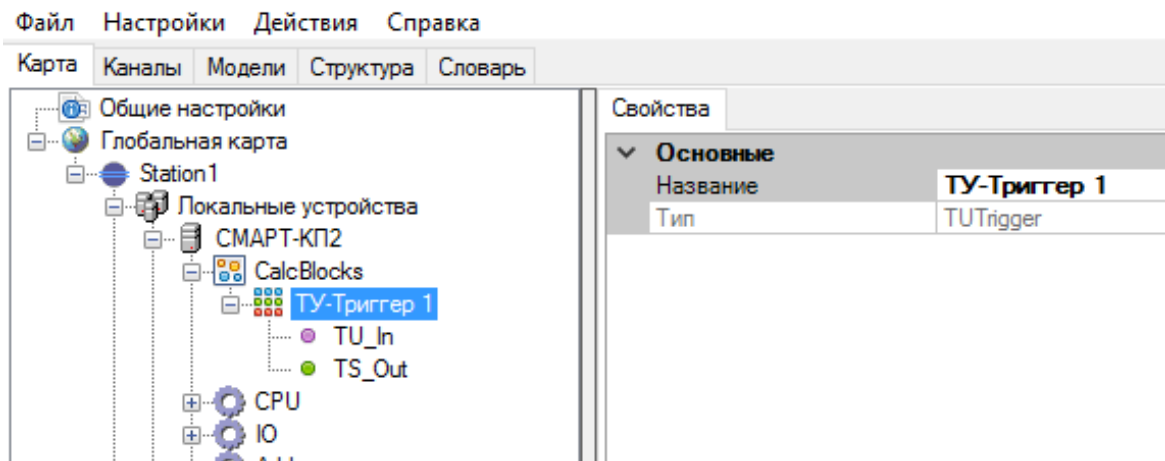 Файл Настройки Действия Справка
Карта Каналы Модели Структура Словарь
Общие настройки
Глобальная карта
Station1
Локальные устройства
СМАРТ-КП2
CalcBlocks
ТУ-Триггер 1
TU_In
TS_Out
CPU
IO
Свойства
Основные
Название ТУ-Триггер 1
Тип TUTrigger